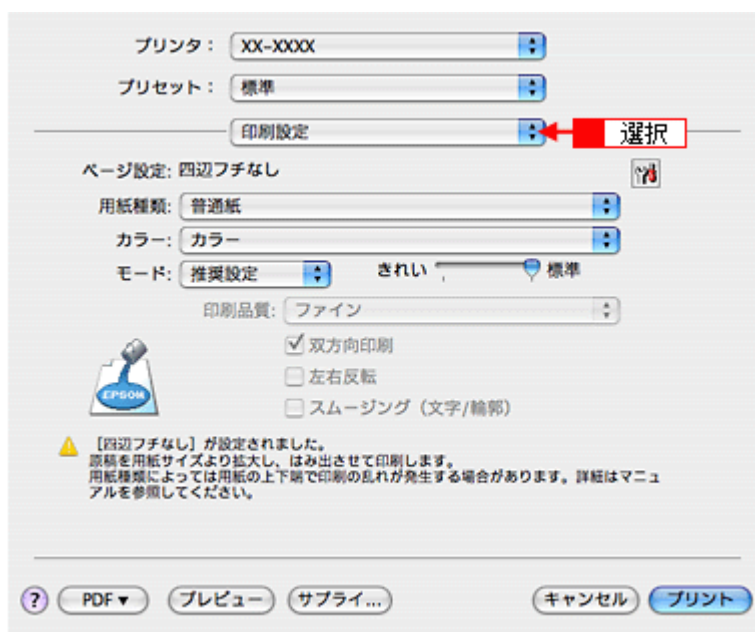 プリンタ： XX-XXXX
プリセット： 標準
印刷設定 選択
ページ設定: 四辺フチなし
用紙種類: 普通紙
カラー: カラー
モード: 推奨設定 きれい 標準
印刷品質: ファイン
双方向印刷
左右反転
EPSON
スムージング（文字/輪郭）
［四辺フチなし］が設定されました。
原稿を用紙サイズより拡大し、はみ出させて印刷します。
用紙種類によっては用紙の上下端で印刷の乱れが発生する場合があります。詳細はマニュ
アルを参照してください。
? PDF▼ プレビュー サプライ... キャンセル プリント